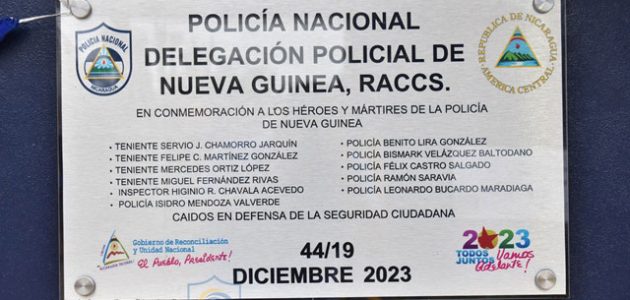 POLICÍA NACIONAL
DELEGACIÓN POLICIAL DE
NUEVA GUINEA, RACCS.
POLICIA NACIONAL
NICARAGUA
REPUBLICA DE NICARAGUA
AMERICA CENTRAL
EN CONMEMORACIÓN A LOS HÉROES Y MÁRTIRES DE LA POLICÍA
DE NUEVA GUINEA
• TENIENTE SERVIO J. CHAMORRO JARQUÍN
• TENIENTE FELIPE C. MARTÍNEZ GONZÁLEZ
• TENIENTE MERCEDES ORTIZ LÓPEZ
• TENIENTE MIGUEL FERNÁNDEZ RIVAS
• INSPECTOR HIGINIO R. CHAVALA ACEVEDO
• POLICÍA ISIDRO MENDOZA VALVERDE
• POLICÍA BENITO LIRA GONZÁLEZ
• POLICÍA BISMARK VELÁZQUEZ BALTODANO
• POLICÍA FÉLIX CASTRO SALGADO
• POLICÍA RAMÓN SARAVIA
• POLICÍA LEONARDO BUCARDO MARADIAGA
CAIDOS EN DEFENSA DE LA SEGURIDAD CIUDADANA
Gobierno de Reconciliación
y Unidad Nacional
El Pueblo, Presidente!
44/19
DICIEMBRE 2023
2023
TODOS
JUNTOS
Vamos
Adelante!